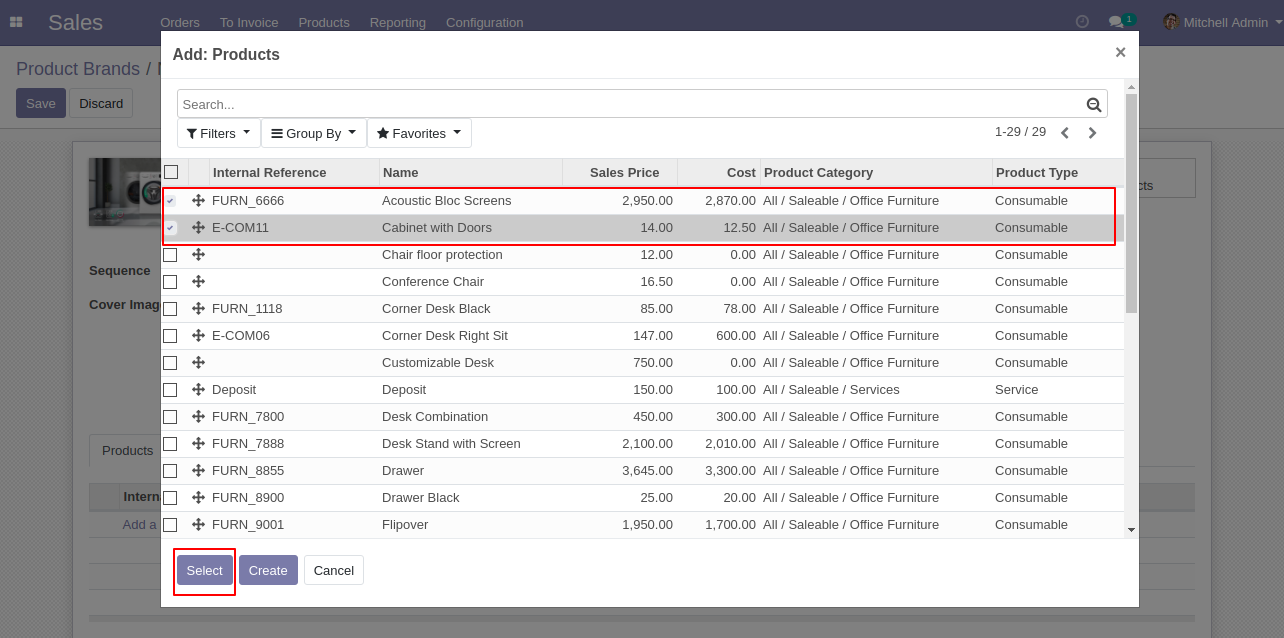 Sales Orders To Invoice Products Reporting Configuration 1 Mitchell Admin
Product Brands /
Save Discard
Add: Products ×
Search...
Filters Group By Favorites 1-29 / 29
Internal Reference Name Sales Price Cost Product Category Product Type
FURN_6666 Acoustic Bloc Screens 2,950.00 2,870.00 All / Saleable / Office Furniture Consumable
E-COM11 Cabinet with Doors 14.00 12.50 All / Saleable / Office Furniture Consumable
Chair floor protection 12.00 0.00 All / Saleable / Office Furniture Consumable
Conference Chair 16.50 0.00 All / Saleable / Office Furniture Consumable
FURN_1118 Corner Desk Black 85.00 78.00 All / Saleable / Office Furniture Consumable
E-COM06 Corner Desk Right Sit 147.00 600.00 All / Saleable / Office Furniture Consumable
Customizable Desk 750.00 0.00 All / Saleable / Office Furniture Consumable
Deposit Deposit 150.00 100.00 All / Saleable / Services Service
FURN_7800 Desk Combination 450.00 300.00 All / Saleable / Office Furniture Consumable
FURN_7888 Desk Stand with Screen 2,100.00 2,010.00 All / Saleable / Office Furniture Consumable
FURN_8855 Drawer 3,645.00 3,300.00 All / Saleable / Office Furniture Consumable
FURN_8900 Drawer Black 25.00 20.00 All / Saleable / Office Furniture Consumable
FURN_9001 Flipover 1,950.00 1,700.00 All / Saleable / Office Furniture Consumable
Select Create Cancel
Sequence
Cover Imag
Products
Intern
Add a
cts